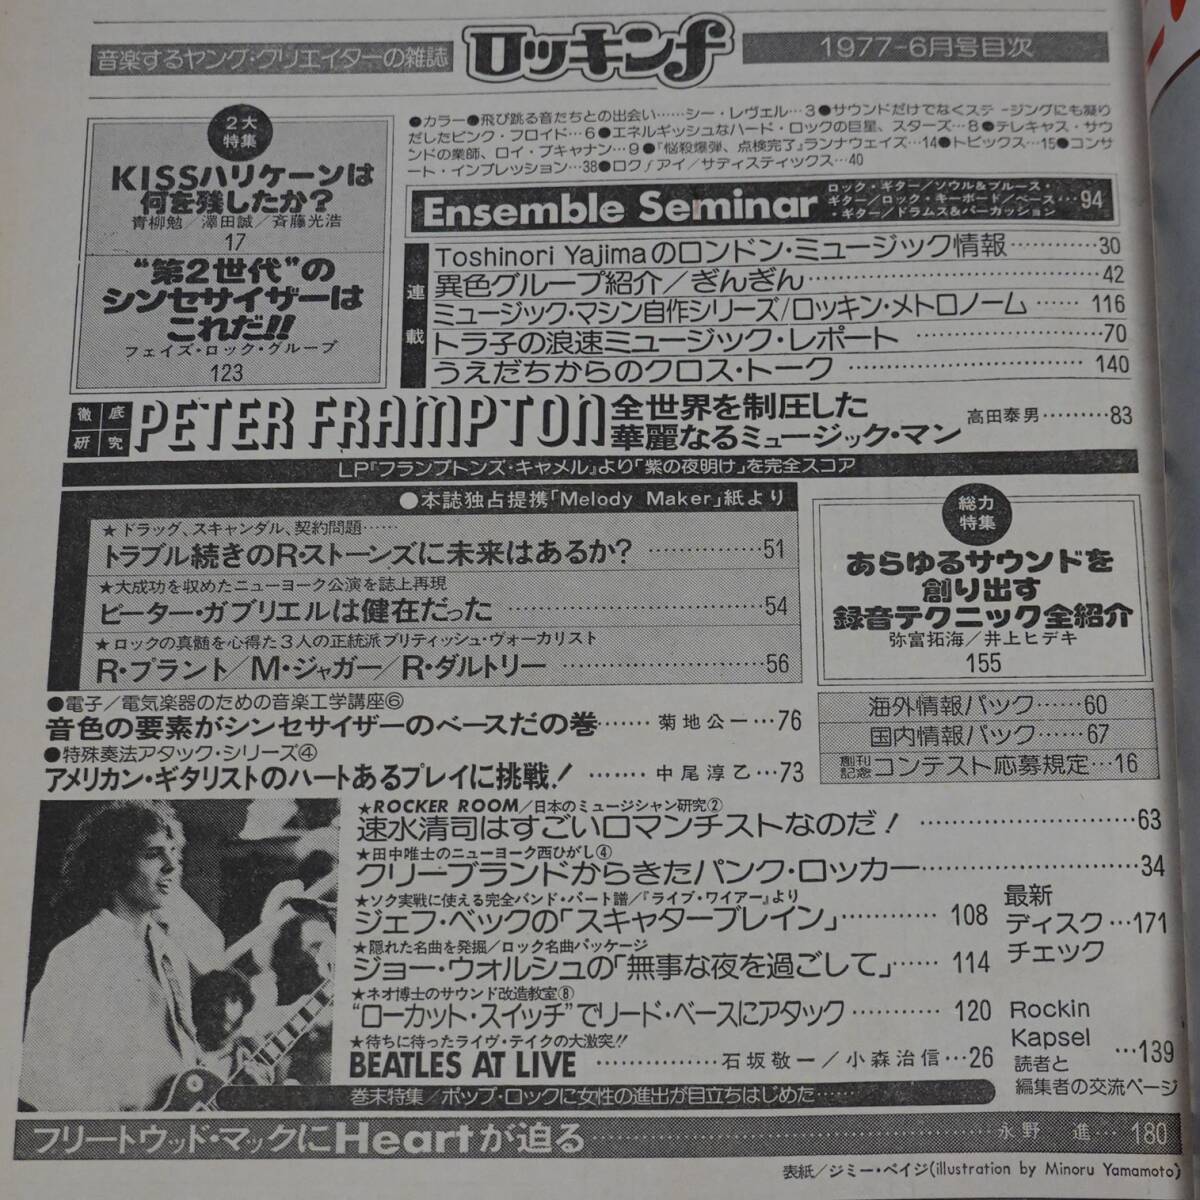 音楽するヤング・クリエイターの雑誌
ロッキンf
1977-6月号目次
2大特集
KISSハリケーンは
何を残したか?
青柳勉/澤田誠/斉藤光浩
17
“第2世代”の
シンセサイザーは
これだ!!
フェイズ・ロック・グループ
123
●カラー●飛び跳る音たちとの出会い……シー・レヴェル…3●サウンドだけでなくステージングにも凝り
だしたピンク・フロイド…6●エネルギッシュなハード・ロックの巨星、スターズ…8●テレキャス・サウ
ンドの業師、ロイ・ブキャナン…9●「悩殺爆弾、点検完了」ランナウェイズ…14●トピックス…15●コンサ
ート・インプレッション…38●ロクfアイ/サディスティックス…40
Ensemble Seminar
ロック・ギター/ソウル&ブルース・
ギター/ロック・キーボード/ベース・
・ギター/ドラムス&パーカッション
…94
連載
Toshinori Yajimaのロンドン・ミュージック情報…………30
異色グループ紹介/ぎんぎん…………42
ミュージック・マシン自作シリーズ/ロッキン・メトロノーム……116
トラ子の浪速ミュージック・レポート…………70
うえだちからのクロス・トーク…………140
徹底研究
PETER FRAMPTON
全世界を制圧した
華麗なるミュージック・マン
高田泰男………83
LP『フランプトンズ・キャメル』より「紫の夜明け」を完全スコア
●本誌独占提携「Melody Maker」紙より
★ドラッグ、スキャンダル、契約問題……
トラブル続きのR・ストーンズに未来はあるか?…………51
★大成功を収めたニューヨーク公演を誌上再現
ピーター・ガブリエルは健在だった…………54
★ロックの真髄を心得た3人の正統派ブリティッシュ・ヴォーカリスト
R・プラント/M・ジャガー/R・ダルトリー…………56
総力特集
あらゆるサウンドを
創り出す
録音テクニック全紹介
弥富拓海/井上ヒデキ
155
●電子/電気楽器のための音楽工学講座⑥
音色の要素がシンセサイザーのベースだの巻……菊地公一…76
●特殊奏法アタック・シリーズ④
アメリカン・ギタリストのハートあるプレイに挑戦!……中尾淳乙…73
海外情報パック……60
国内情報パック……67
創刊記念コンテスト応募規定…16
★ROCKER ROOM/日本のミュージシャン研究②
速水清司はすごいロマンチストなのだ!…………63
★田中唯士のニューヨーク西ひがし④
クリーブランドからきたパンク・ロッカー…………34
★ソク実戦に使える完全バンド・パート譜/『ライブ・ワイアー』より
ジェフ・ベックの「スキャターブレイン」…………108
★隠れた名曲を発掘/ロック名曲パッケージ
ジョー・ウォルシュの「無事な夜を過ごして」……114
★ネオ博士のサウンド改造教室⑧
“ローカット・スイッチ”でリード・ベースにアタック…………120
★待ちに待ったライヴ・テイクの大激突!!
BEATLES AT LIVE…………石坂敬一/小森治信…26
最新
ディスク…171
チェック
Rockin
Kapsel
読者と
編集者の交流ページ
…139
巻末特集/ポップ・ロックに女性の進出が目立ちはじめた……
フリートウッド・マックにHeartが迫る…………永野 進…180
表紙/ジミー・ペイジ(illustration by Minoru Yamamoto)